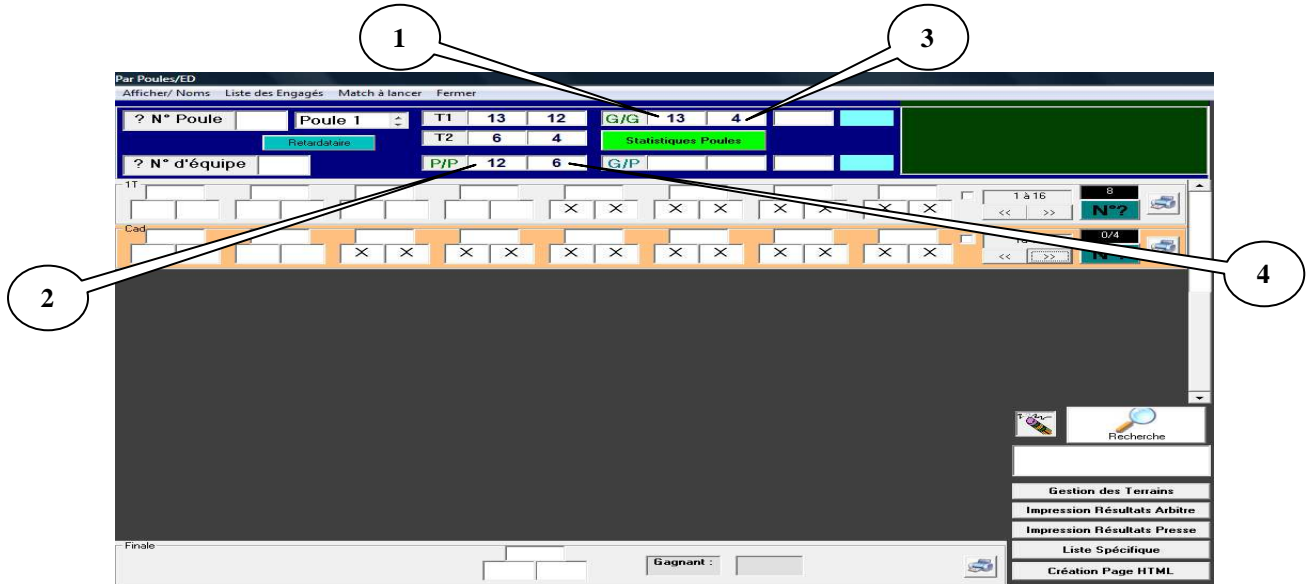 1
3
Par Poules/ED
Afficher/ Noms Liste des Engagés Match à lancer Fermer
? N° Poule Poule 1 T1 13 12 G/G 13 4
Retardataire T2 6 4 Statistiques Poules
? N° d'équipe P/P 12 6 G/P
1T 1 à 16 8
X X X X X X X X << >> N°?
Cad 0/4
X X X X X X X X X X X X << >>
2
4
Recherche
Gestion des Terrains
Impression Résultats Arbitre
Impression Résultats Presse
Liste Spécifique
Création Page HTML
Finale
Gagnant :